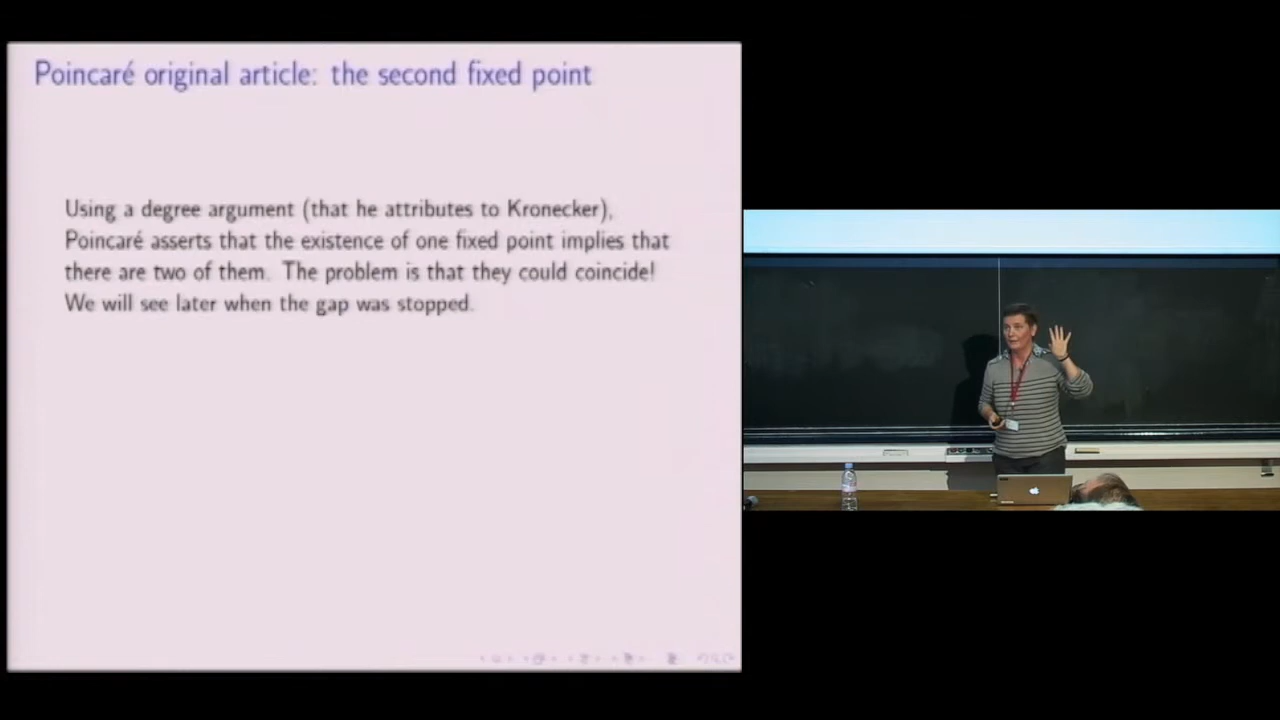 Poincaré original article: the second fixed point
Using a degree argument (that he attributes to Kronecker),
Poincaré asserts that the existence of one fixed point implies that
there are two of them. The problem is that they could coincide!
We will see later when the gap was stopped.